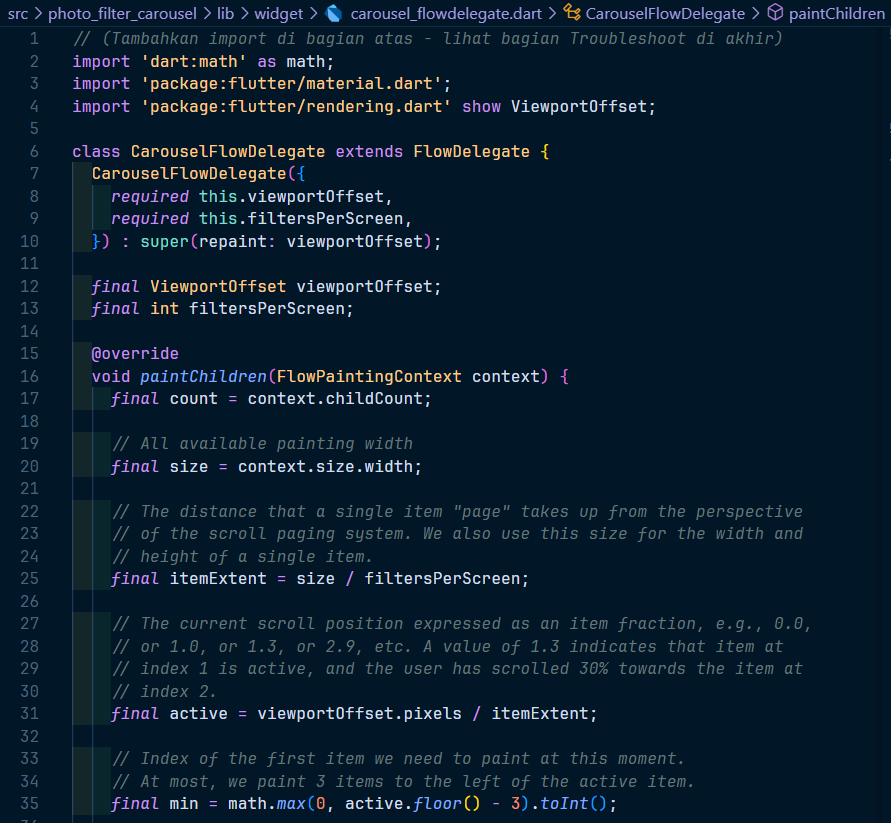 src > photo_filter_carousel > lib > widget > carousel_flowdelegate.dart > CarouselFlowDelegate > paintChildren
1 // (Tambahkan import di bagian atas - lihat bagian Troubleshoot di akhir)
2 import 'dart:math' as math;
3 import 'package:flutter/material.dart';
4 import 'package:flutter/rendering.dart' show ViewportOffset;
5
6 class CarouselFlowDelegate extends FlowDelegate {
7   CarouselFlowDelegate({
8     required this.viewportOffset,
9     required this.filtersPerScreen,
10   }) : super(repaint: viewportOffset);
11
12   final ViewportOffset viewportOffset;
13   final int filtersPerScreen;
14
15   @override
16   void paintChildren(FlowPaintingContext context) {
17     final count = context.childCount;
18
19     // All available painting width
20     final size = context.size.width;
21
22     // The distance that a single item "page" takes up from the perspective
23     // of the scroll paging system. We also use this size for the width and
24     // height of a single item.
25     final itemExtent = size / filtersPerScreen;
26
27     // The current scroll position expressed as an item fraction, e.g., 0.0,
28     // or 1.0, or 1.3, or 2.9, etc. A value of 1.3 indicates that item at
29     // index 1 is active, and the user has scrolled 30% towards the item at
30     // index 2.
31     final active = viewportOffset.pixels / itemExtent;
32
33     // Index of the first item we need to paint at this moment.
34     // At most, we paint 3 items to the left of the active item.
35     final min = math.max(0, active.floor() - 3).toInt();